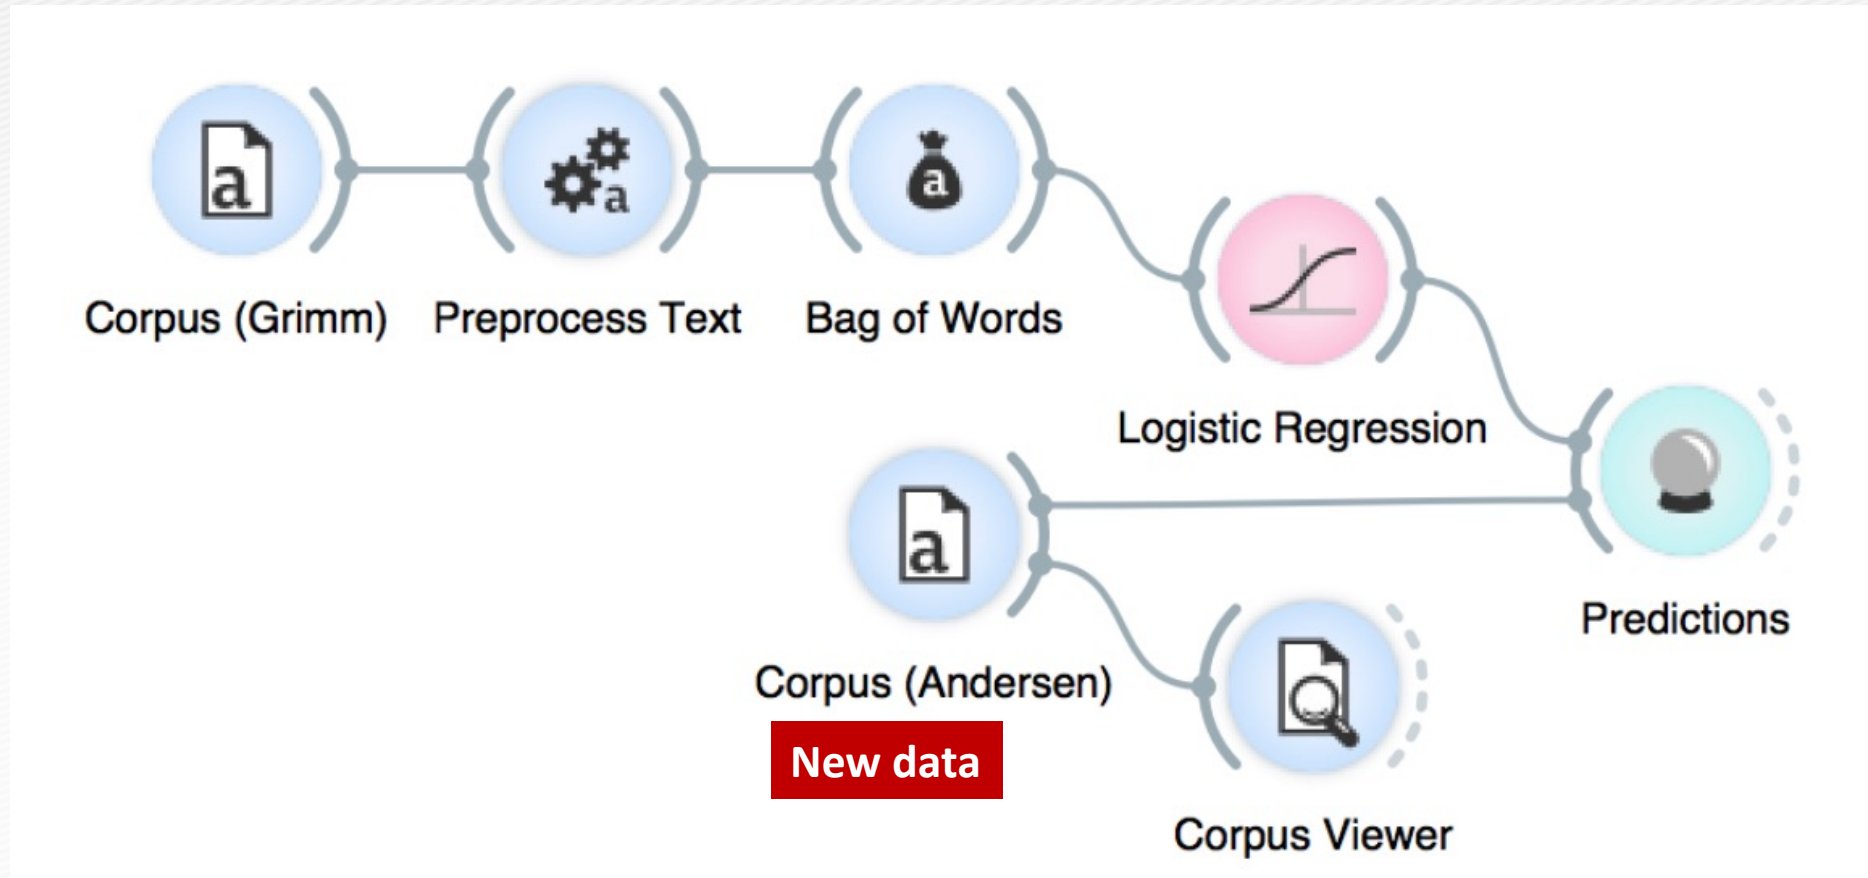 a
a
a
Corpus (Grimm)
Preprocess Text
Bag of Words
Logistic Regression
a
Predictions
Corpus (Andersen)
New data
Corpus Viewer